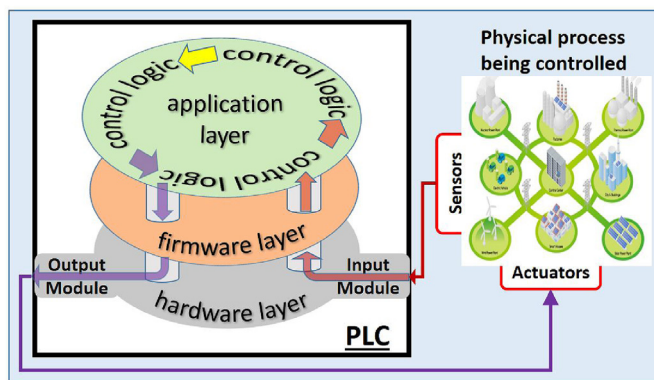 Physical process
being controlled
control logic
control logic
control logic
application
layer
firmware layer
hardware layer
Output
Module
Input
Module
PLC
Sensors
Actuators